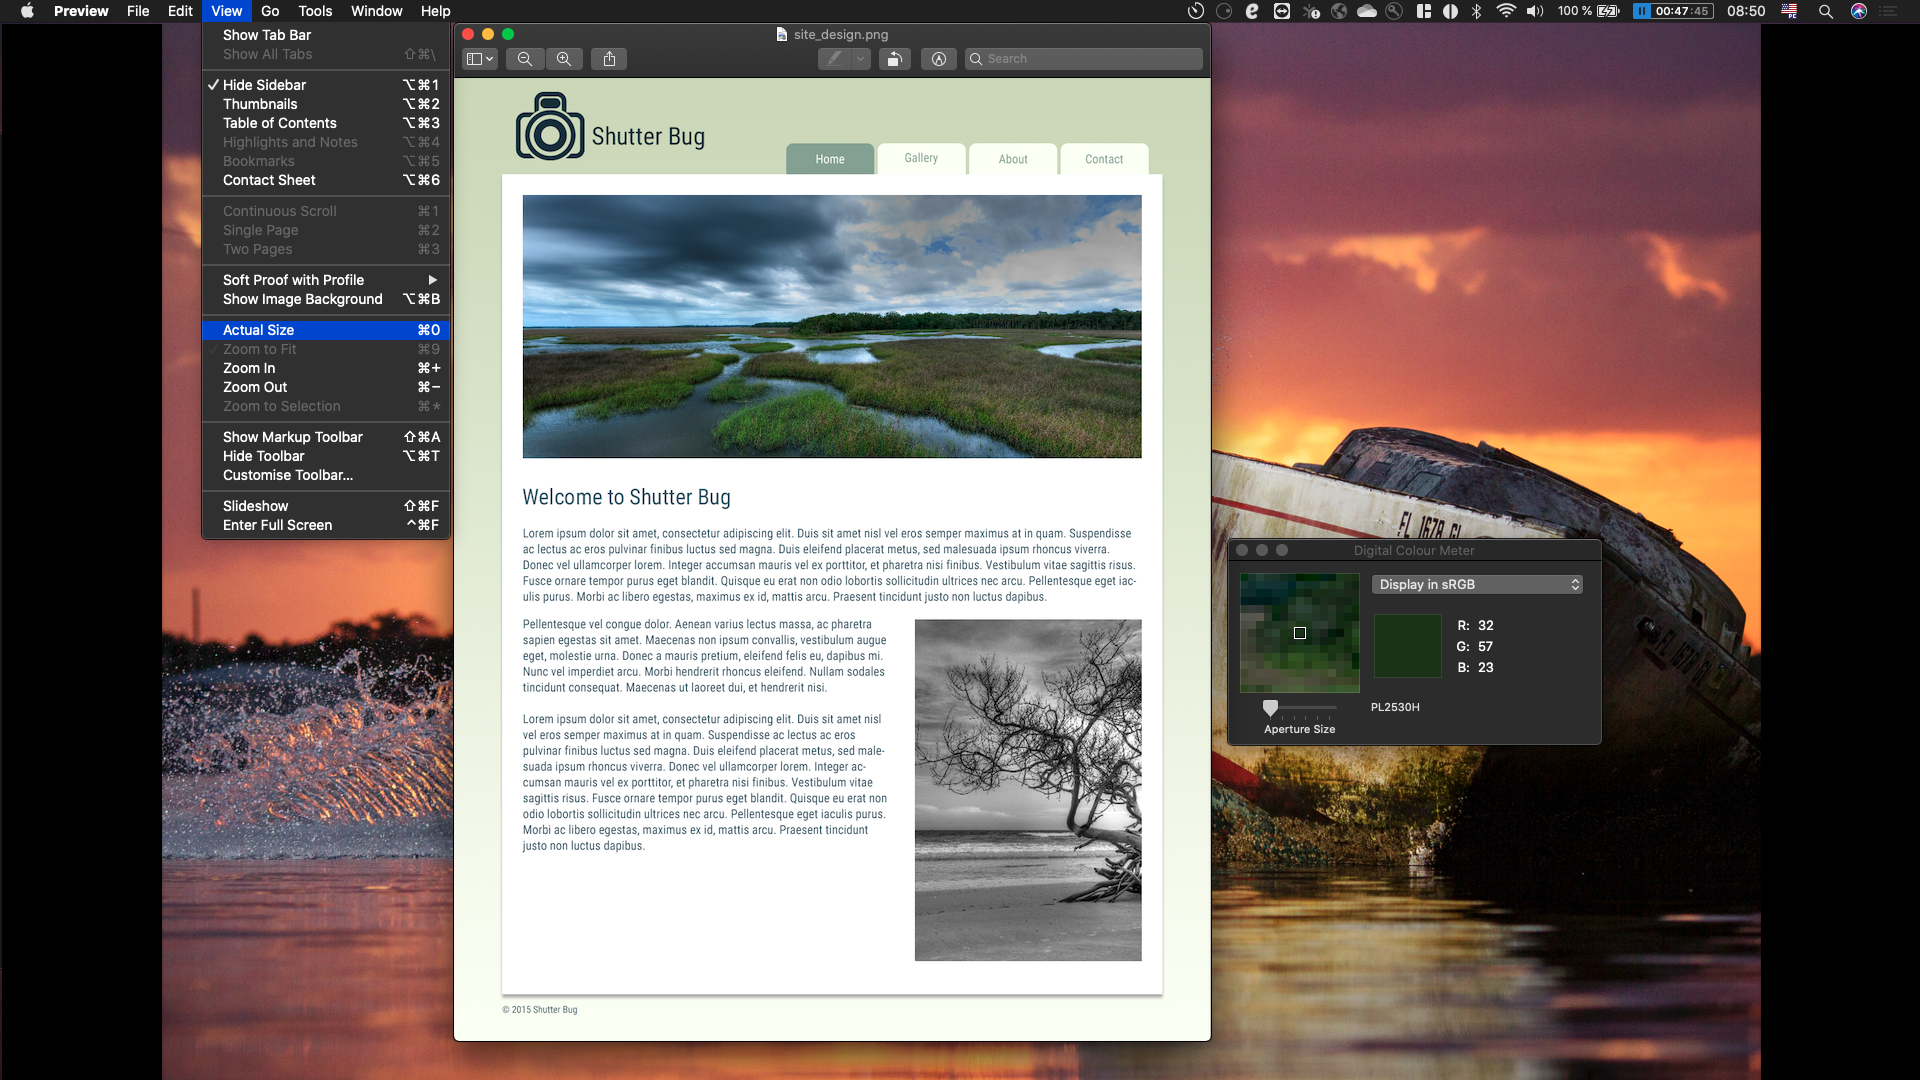 Preview File Edit View Go Tools Window Help
100 % 00:47:45 08:50
Show Tab Bar
Show All Tabs ⇧⌘\
✓ Hide Sidebar ⌥⌘1
Thumbnails ⌥⌘2
Table of Contents ⌥⌘3
Highlights and Notes ⌥⌘4
Bookmarks ⌥⌘5
Contact Sheet ⌥⌘6
Continuous Scroll ⌘1
Single Page ⌘2
Two Pages ⌘3
Soft Proof with Profile ▶
Show Image Background ⌥⌘B
Actual Size ⌘0
Zoom to Fit ⌘9
Zoom In ⌘+
Zoom Out ⌘−
Zoom to Selection ⌘*
Show Markup Toolbar ⇧⌘A
Hide Toolbar ⌥⌘T
Customise Toolbar...
Slideshow ⇧⌘F
Enter Full Screen ^⌘F
site_design.png
Search
Shutter Bug
Home Gallery About Contact
Welcome to Shutter Bug
Lorem ipsum dolor sit amet, consectetur adipiscing elit. Duis sit amet nisl vel eros semper maximus at in quam. Suspendisse
ac lectus ac eros pulvinar finibus luctus sed magna. Duis eleifend placerat metus, sed malesuada ipsum rhoncus viverra.
Donec vel ullamcorper lorem. Integer accumsan mauris vel ex porttitor, et pharetra nisi finibus. Vestibulum vitae sagittis risus.
Fusce ornare tempor purus eget blandit. Quisque eu erat non odio lobortis sollicitudin ultrices nec arcu. Pellentesque eget iac-
ulis purus. Morbi ac libero egestas, maximus ex id, mattis arcu. Praesent tincidunt justo non luctus dapibus.
Pellentesque vel congue dolor. Aenean varius lectus massa, ac pharetra
sapien egestas sit amet. Maecenas non ipsum convallis, vestibulum augue
eget, molestie urna. Donec a mauris pretium, eleifend felis eu, dapibus mi.
Nunc vel imperdiet arcu. Morbi hendrerit rhoncus eleifend. Nullam sodales
tincidunt consequat. Maecenas ut laoreet dui, et hendrerit nisi.
Lorem ipsum dolor sit amet, consectetur adipiscing elit. Duis sit amet nisl
vel eros semper maximus at in quam. Suspendisse ac lectus ac eros
pulvinar finibus luctus sed magna. Duis eleifend placerat metus, sed male-
suada ipsum rhoncus viverra. Donec vel ullamcorper lorem. Integer ac-
cumsan mauris vel ex porttitor, et pharetra nisi finibus. Vestibulum vitae
sagittis risus. Fusce ornare tempor purus eget blandit. Quisque eu erat non
odio lobortis sollicitudin ultrices nec arcu. Pellentesque eget iaculis purus.
Morbi ac libero egestas, maximus ex id, mattis arcu. Praesent tincidunt
justo non luctus dapibus.
© 2015 Shutter Bug
FL 1678 GL
Digital Colour Meter
Display in sRGB
R: 32
G: 57
B: 23
PL2530H
Aperture Size